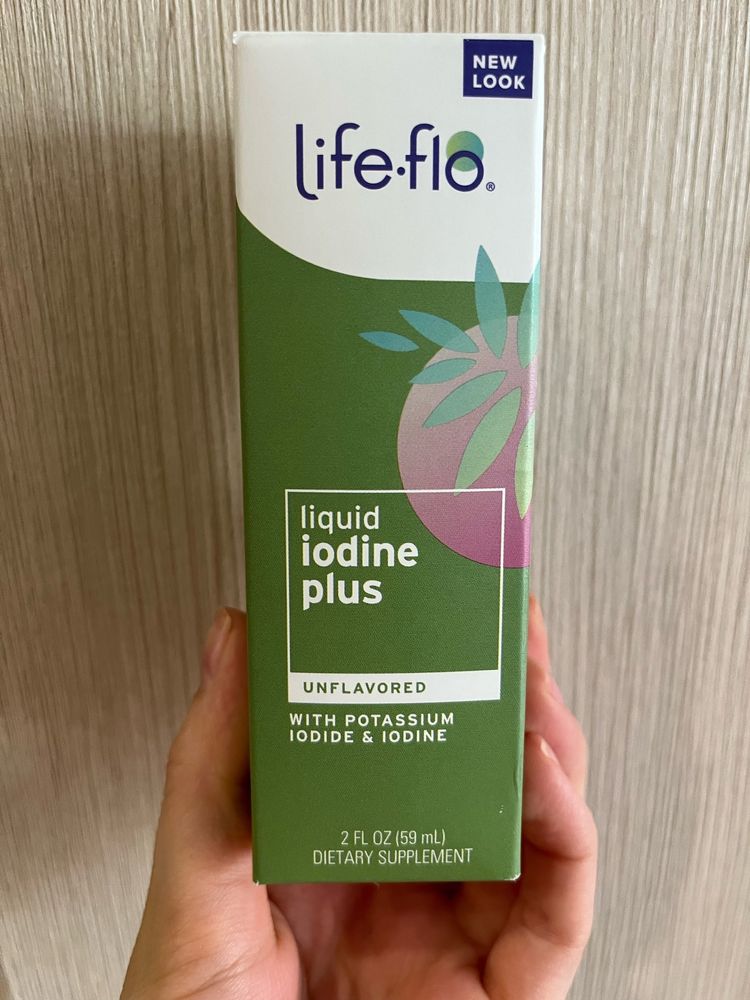 NEW
LOOK
life·flo®
liquid
iodine
plus
UNFLAVORED
WITH POTASSIUM
IODIDE & IODINE
2 FL OZ (59 mL)
DIETARY SUPPLEMENT